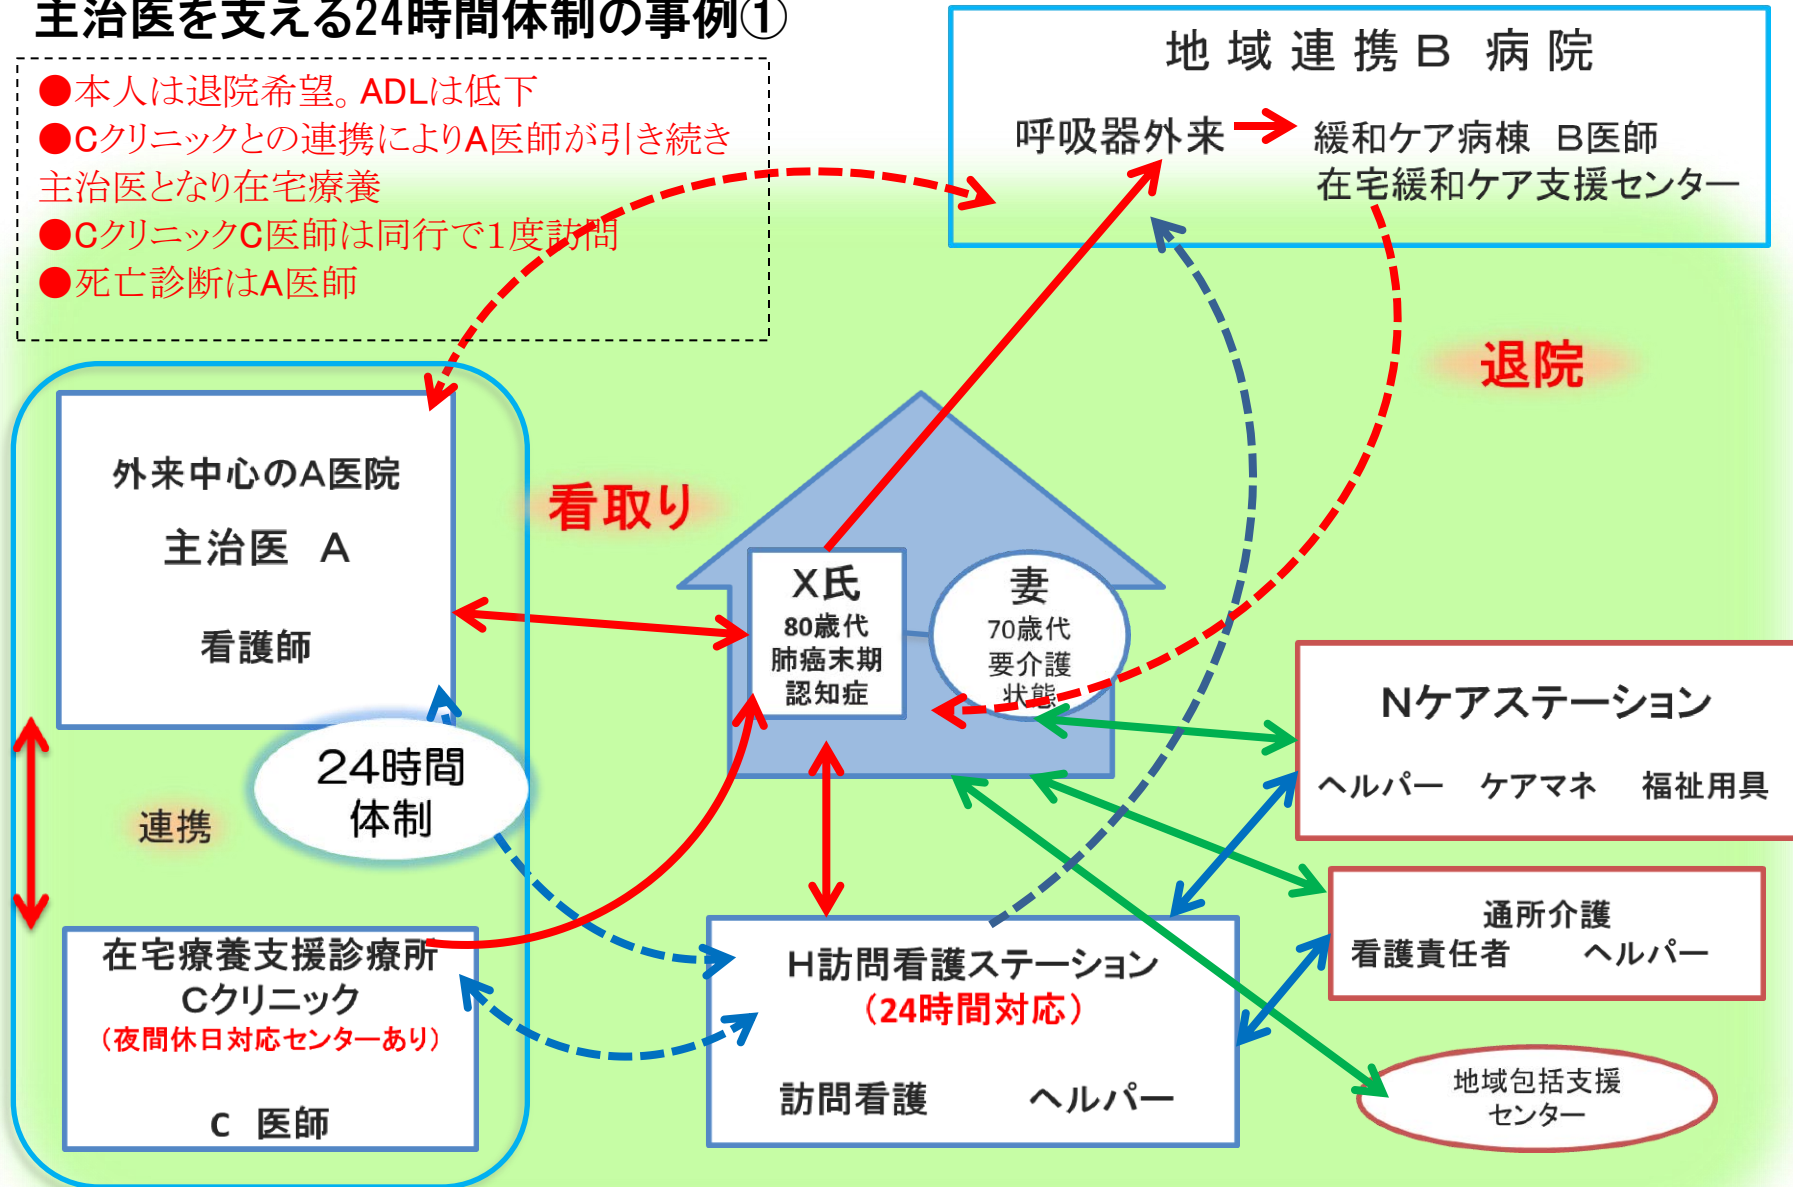 主治医を支える24時間体制の事例①
●本人は退院希望。ADLは低下
●Cクリニックとの連携によりA医師が引き続き
主治医となり在宅療養
●CクリニックC医師は同行で1度訪問
●死亡診断はA医師
地域連携B 病院
呼吸器外来
緩和ケア病棟 B医師
在宅緩和ケア支援センター
退院
外来中心のA医院
主治医 A
看護師
看取り
X氏
80歳代
肺癌末期
認知症
妻
70歳代
要介護
状態
24時間
体制
連携
Nケアステーション
ヘルパー ケアマネ 福祉用具
通所介護
看護責任者 ヘルパー
在宅療養支援診療所
Cクリニック
(夜間休日対応センターあり)
C 医師
H訪問看護ステーション
(24時間対応)
訪問看護 ヘルパー
地域包括支援
センター